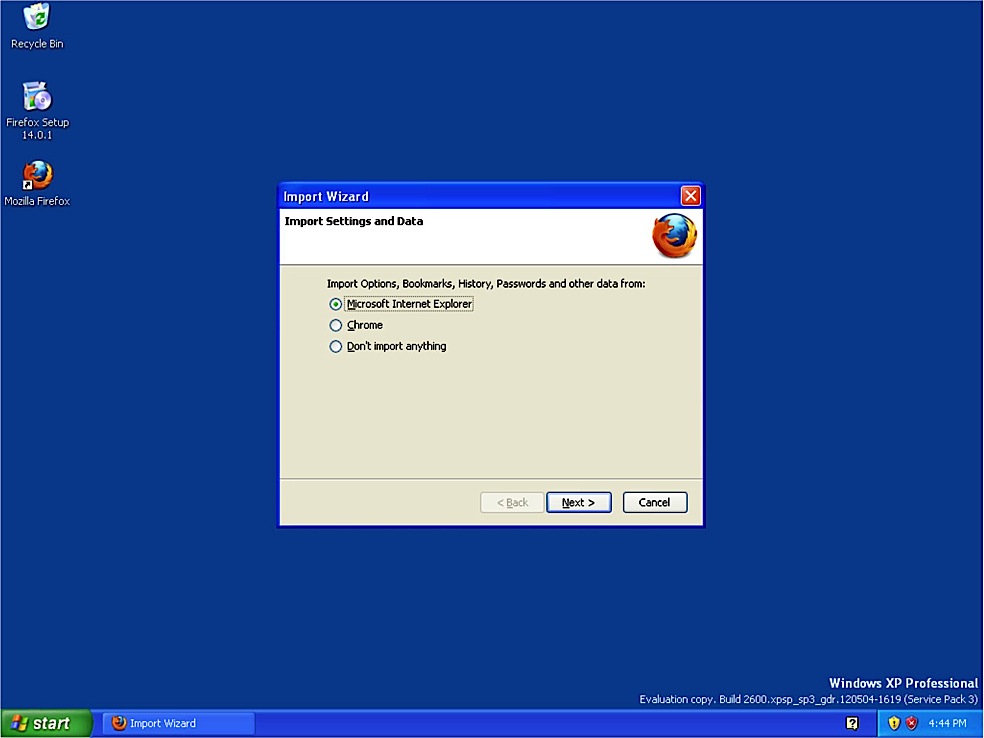 Recycle Bin
Firefox Setup
14.0.1
Mozilla Firefox
Import Wizard
Import Settings and Data
Import Options, Bookmarks, History, Passwords and other data from:
Microsoft Internet Explorer
Chrome
Don't import anything
< Back
Next >
Cancel
Windows XP Professional
Evaluation copy. Build 2600.xpsp_sp3_gdr.120504-1619 (Service Pack 3)
start
Import Wizard
4:44 PM